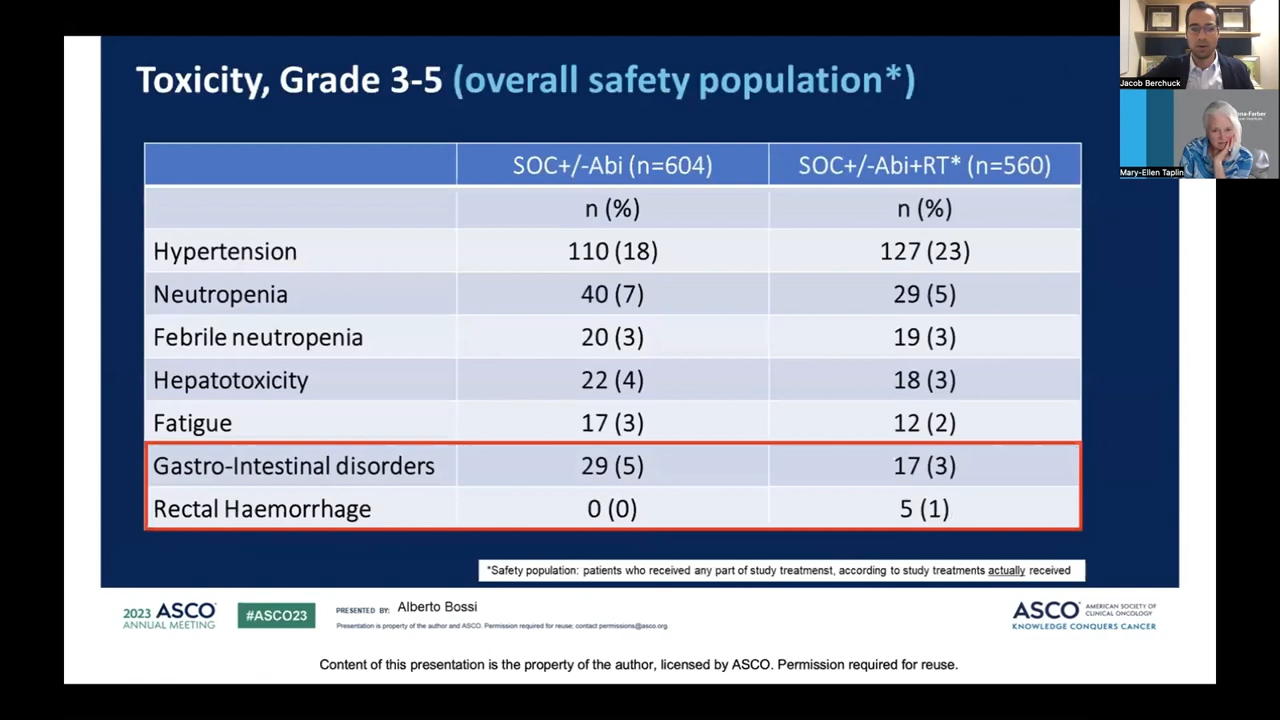 Toxicity, Grade 3-5 (overall safety population*)
SOC+/-Abi (n=604) SOC+/-Abi+RT* (n=560)
n (%) n (%)
Hypertension 110 (18) 127 (23)
Neutropenia 40 (7) 29 (5)
Febrile neutropenia 20 (3) 19 (3)
Hepatotoxicity 22 (4) 18 (3)
Fatigue 17 (3) 12 (2)
Gastro-Intestinal disorders 29 (5) 17 (3)
Rectal Haemorrhage 0 (0) 5 (1)
*Safety population: patients who received any part of study treatmenst, according to study treatments actually received
2023 ASCO
ANNUAL MEETING
#ASCO23
PRESENTED BY: Alberto Bossi
Presentation is property of the author and ASCO. Permission required for reuse; contact permissions@asco.org.
ASCO AMERICAN SOCIETY OF
CLINICAL ONCOLOGY
KNOWLEDGE CONQUERS CANCER
Content of this presentation is the property of the author, licensed by ASCO. Permission required for reuse.
Jacob Berchuck
Mary-Ellen Taplin